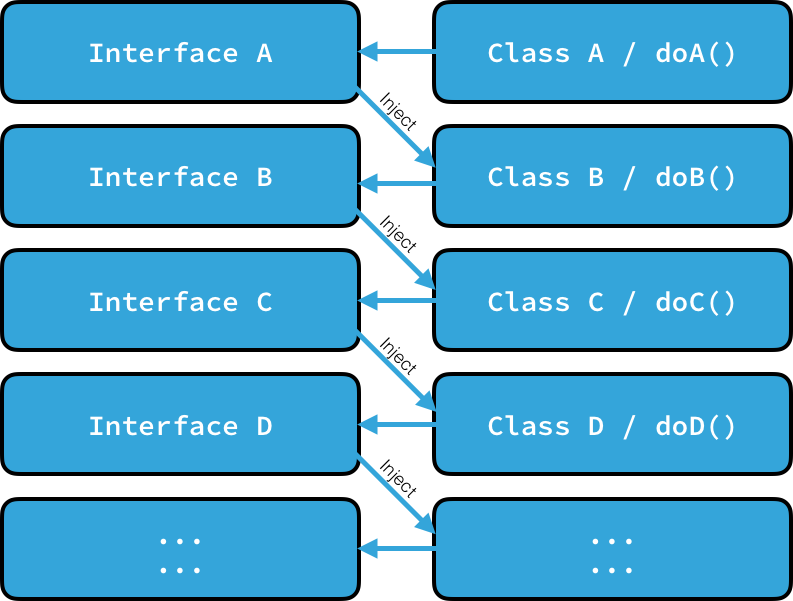 Interface A
Class A / doA()
Inject
Interface B
Class B / doB()
Inject
Interface C
Class C / doC()
Inject
Interface D
Class D / doD()
Inject
...
...
...
...